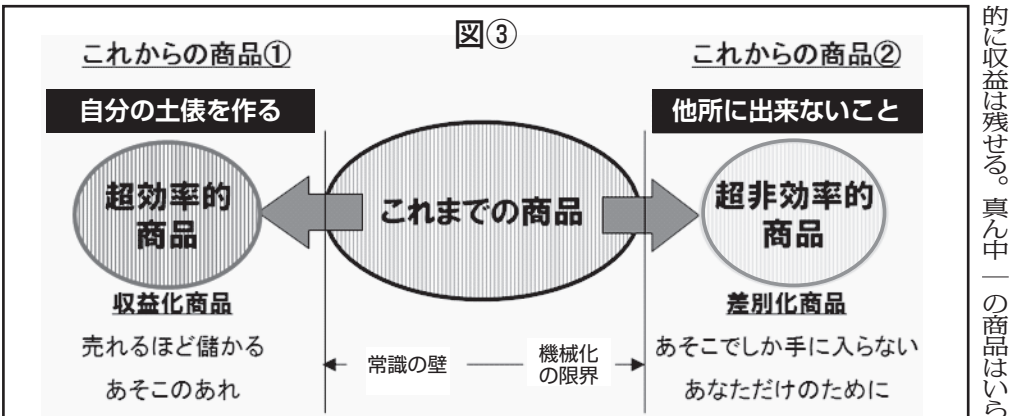 図③
これからの商品①
自分の土俵を作る
超効率的
商品
収益化商品
売れるほど儲かる
あそこのあれ
これまでの商品
常識の壁
機械化
の限界
これからの商品②
他所に出来ないこと
超非効率的
商品
差別化商品
あそこでしか手に入らない
あなただけのために
的に収益は残せる。真ん中―の商品はいら